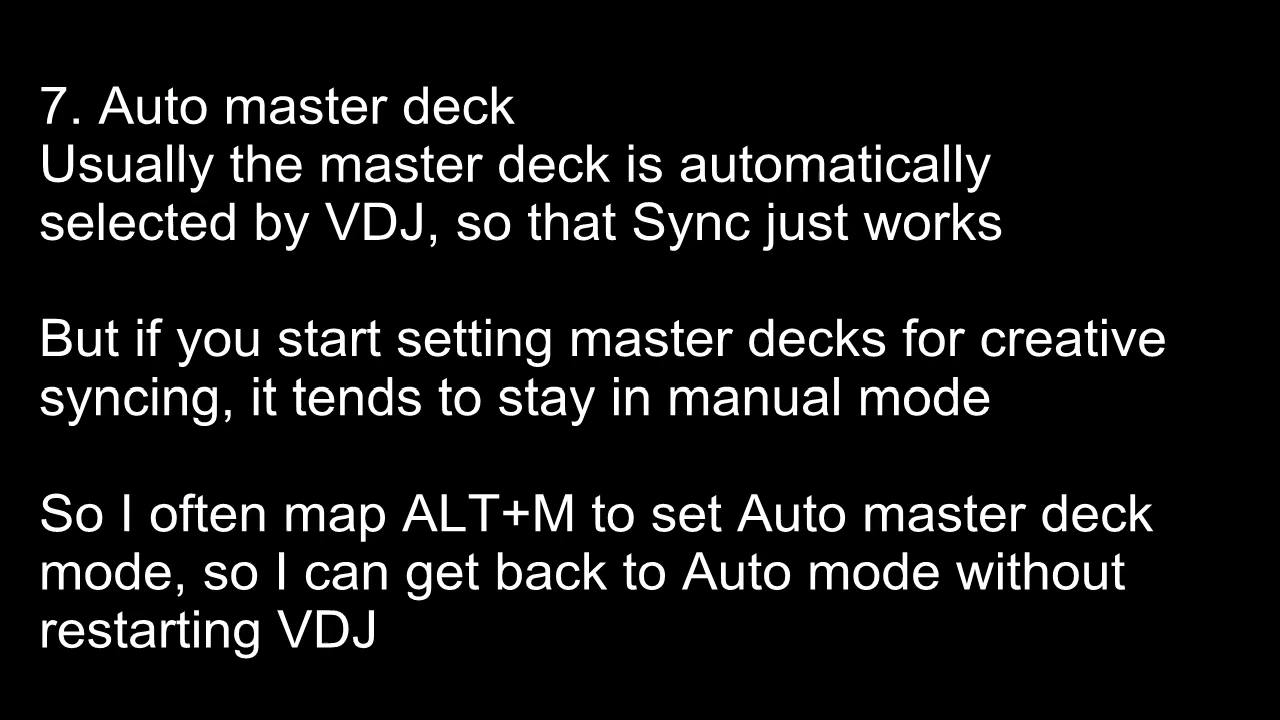 7. Auto master deck
Usually the master deck is automatically
selected by VDJ, so that Sync just works
But if you start setting master decks for creative
syncing, it tends to stay in manual mode
So I often map ALT+M to set Auto master deck
mode, so I can get back to Auto mode without
restarting VDJ